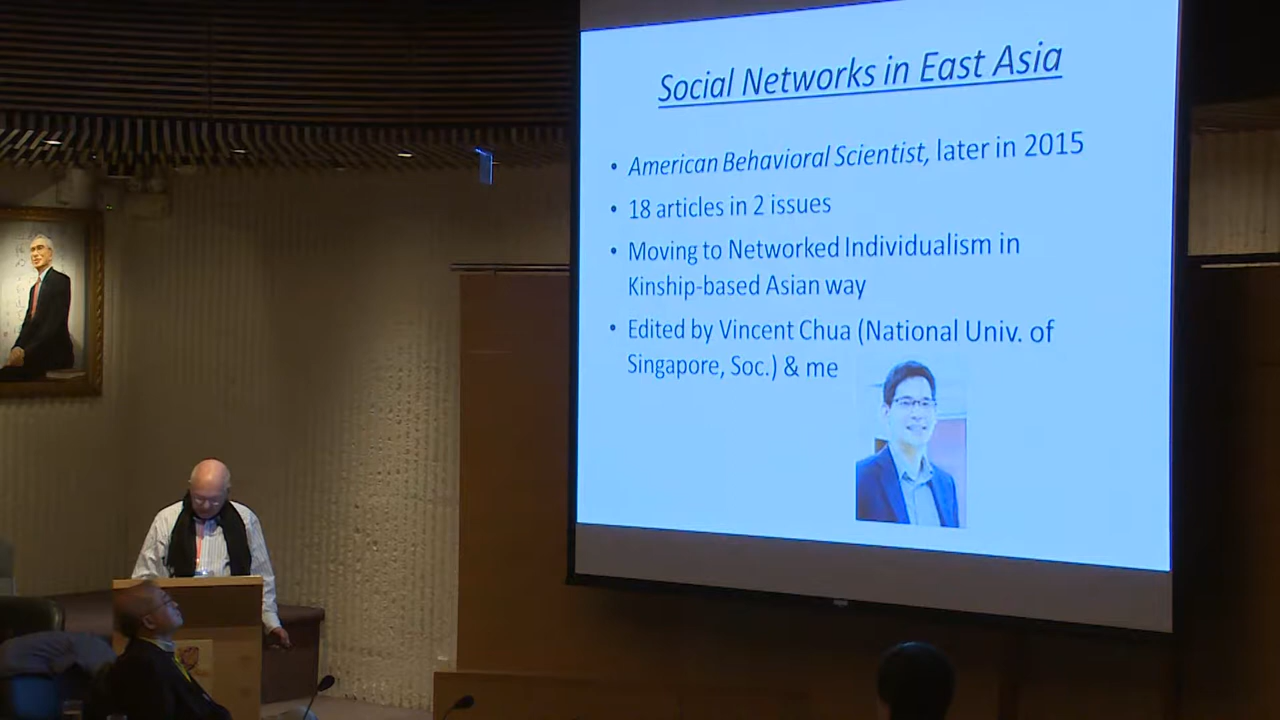 Social Networks in East Asia
• American Behavioral Scientist, later in 2015
• 18 articles in 2 issues
• Moving to Networked Individualism in
Kinship-based Asian way
• Edited by Vincent Chua (National Univ. of
Singapore, Soc.) & me